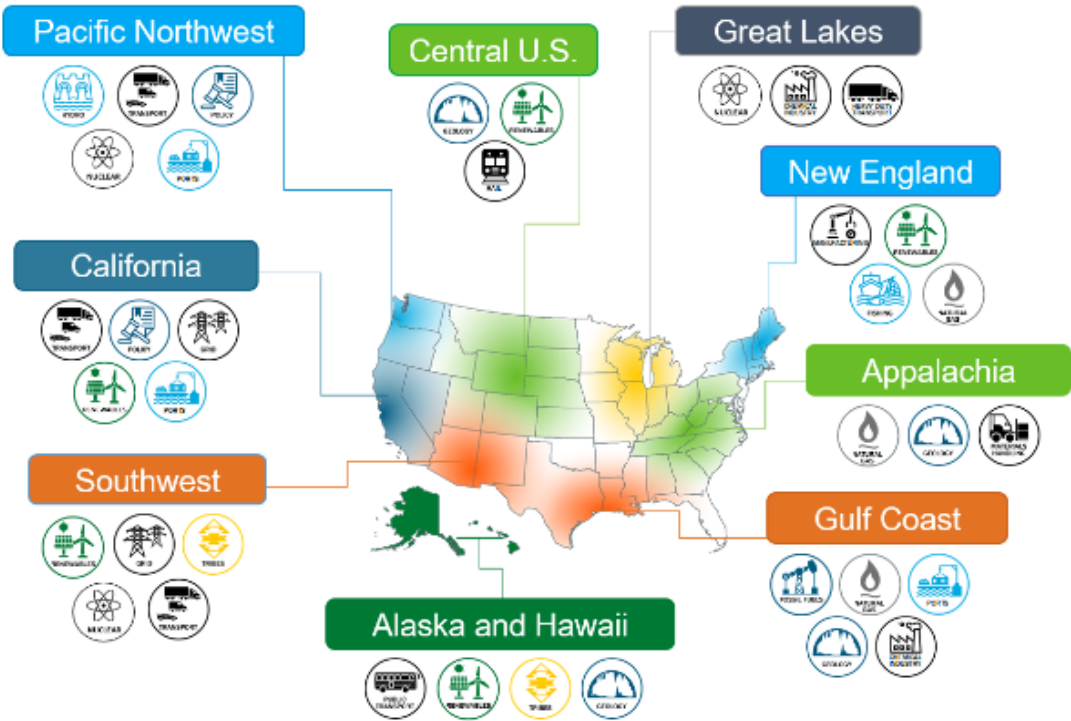 Pacific Northwest
HYDRO
TRANSPORT
POLICY
NUCLEAR
PORTS
Central U.S.
GEOLOGY
RENEWABLES
RAIL
Great Lakes
NUCLEAR
CHEMICAL
INDUSTRY
HEAVY DUTY
TRANSPORT
New England
MANUFACTURING
RENEWABLES
FISHING
NATURAL
GAS
California
TRANSPORT
POLICY
GRID
RENEWABLES
PORTS
Appalachia
NATURAL
GAS
GEOLOGY
MATERIALS
HANDLING
Southwest
RENEWABLES
GRID
TRIBES
NUCLEAR
TRANSPORT
Gulf Coast
FOSSIL FUELS
NATURAL
GAS
PORTS
GEOLOGY
CHEMICAL
INDUSTRY
Alaska and Hawaii
PUBLIC
TRANSPORT
RENEWABLES
TRIBES
GEOLOGY